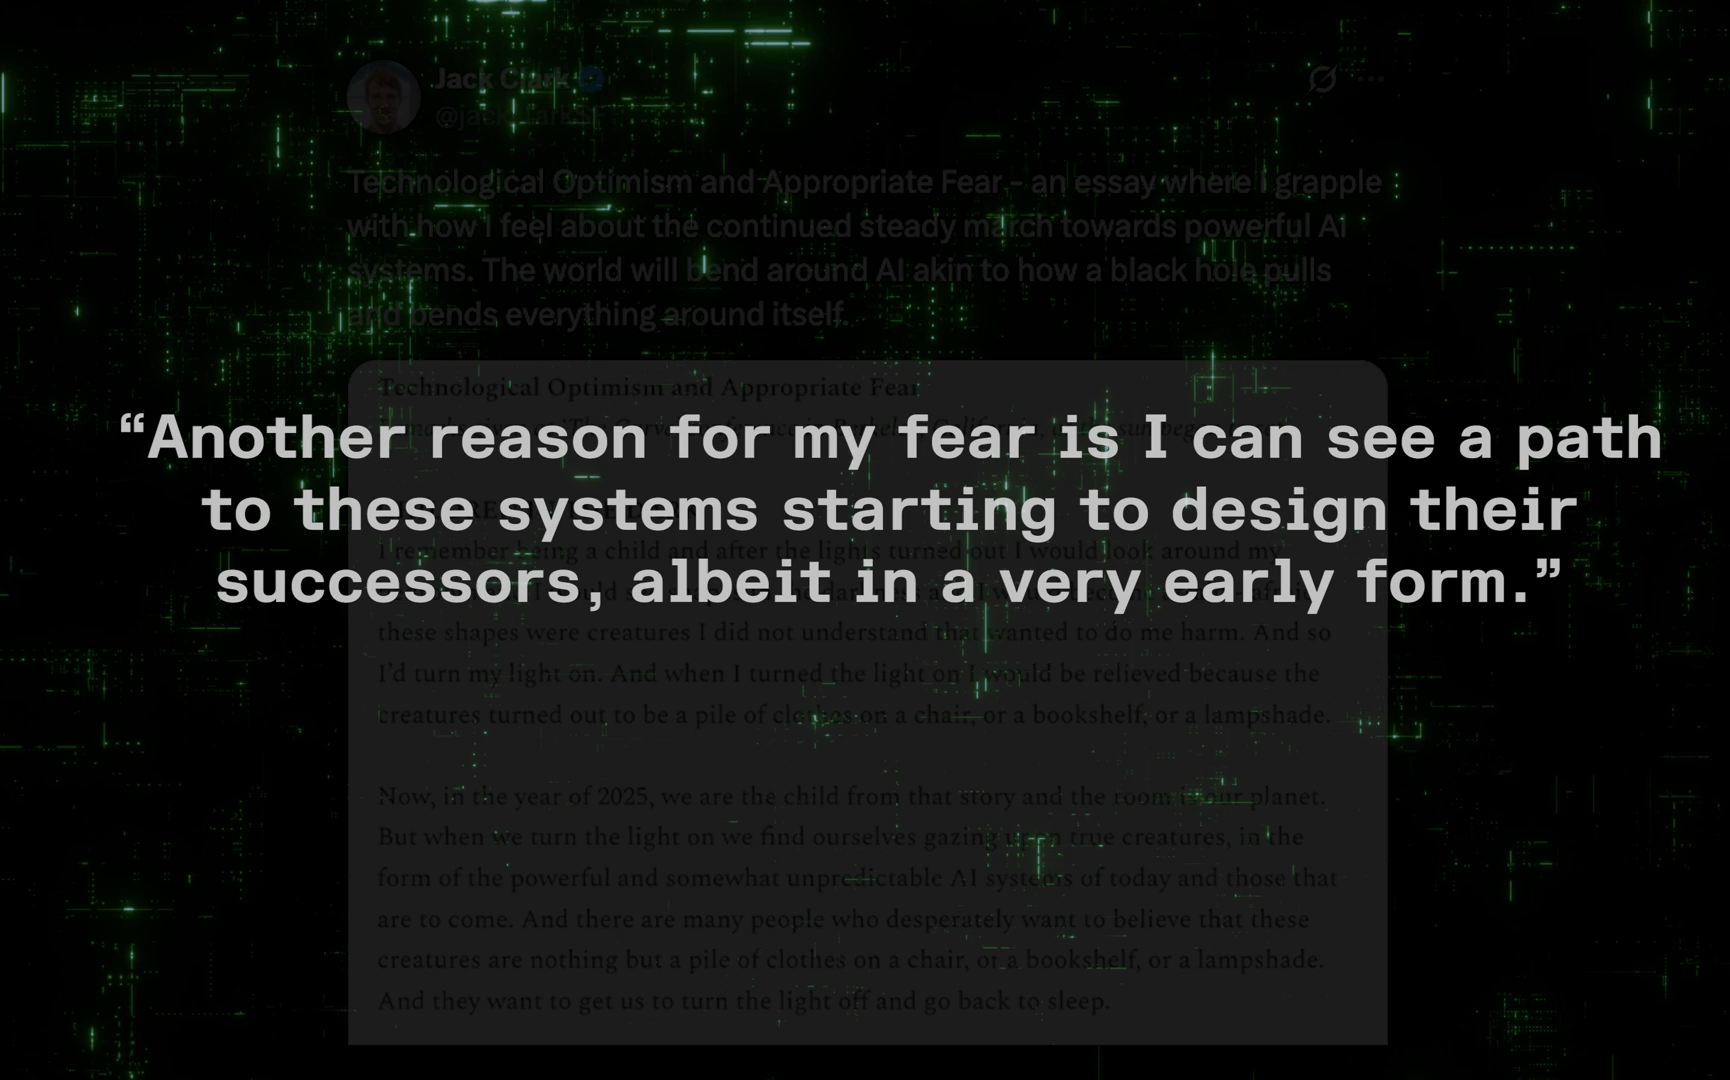 Jack Clark
Technological Optimism and Appropriate Fear - an essay where I grapple
with how I feel about the continued steady march towards powerful AI
systems. The world will bend around AI akin to how a black hole pulls
and bends everything around itself.
Technological Optimism and Appropriate Fear
“Another reason for my fear is I can see a path
to these systems starting to design their
successors, albeit in a very early form.”
I remember being a child and after the lights turned out I would look around my
these shapes were creatures I did not understand that wanted to do me harm. And so
I’d turn my light on. And when I turned the light on I would be relieved because the
creatures turned out to be a pile of clothes on a chair, or a bookshelf, or a lampshade.
Now, in the year of 2025, we are the child from that story and the room is our planet.
But when we turn the light on we find ourselves gazing upon true creatures, in the
form of the powerful and somewhat unpredictable AI systems of today and those that
are to come. And there are many people who desperately want to believe that these
creatures are nothing but a pile of clothes on a chair, or a bookshelf, or a lampshade.
And they want to get us to turn the light off and go back to sleep.